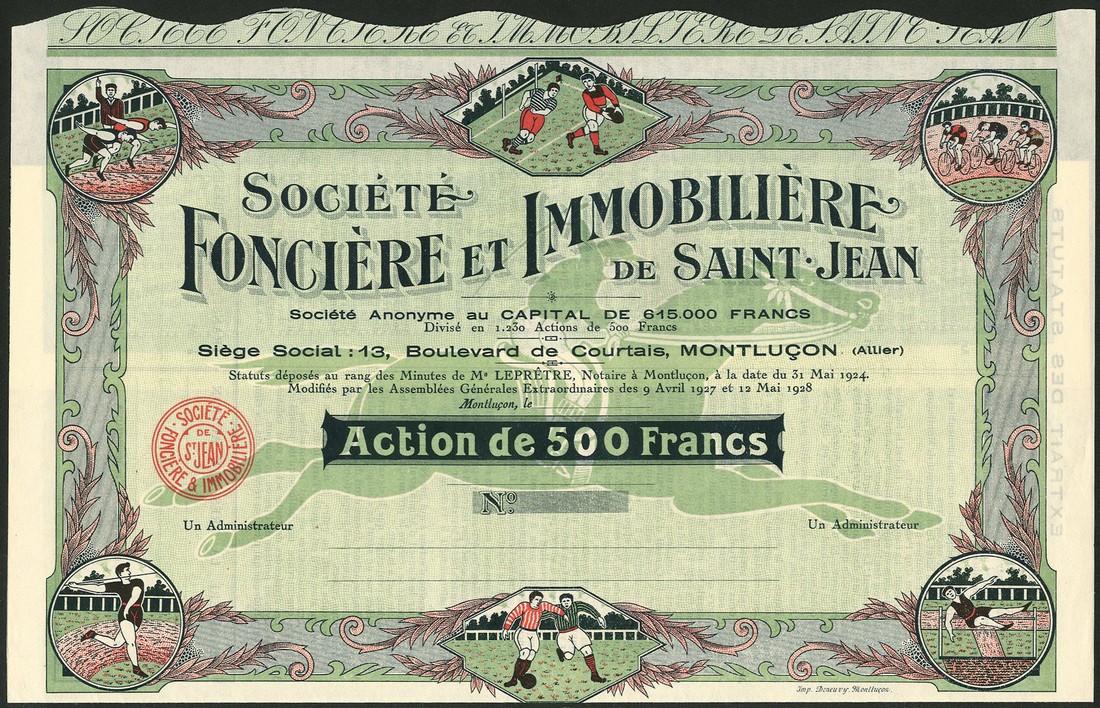 SOCIÉTÉ FONCIÈRE ET IMMOBILIÈRE DE SAINT-JEAN
SOCIÉTÉ
FONCIÈRE ET IMMOBILIÈRE
DE SAINT-JEAN
Société Anonyme au CAPITAL DE 615.000 FRANCS
Divisé en 1.230 Actions de 500 Francs
Siège Social : 13, Boulevard de Courtais, MONTLUÇON (Allier)
Statuts déposés au rang des Minutes de Mᵉ LEPRÊTRE, Notaire à Montluçon, à la date du 31 Mai 1924.
Modifiés par les Assemblées Générales Extraordinaires des 9 Avril 1927 et 12 Mai 1928
Montluçon, le
Action de 500 Francs
SOCIÉTÉ
DE
ST JEAN
FONCIÈRE & IMMOBILIÈRE
No.
Un Administrateur
Un Administrateur
EXTRAIT DES STATUTS
Imp. Deneuvy. Montluçon.